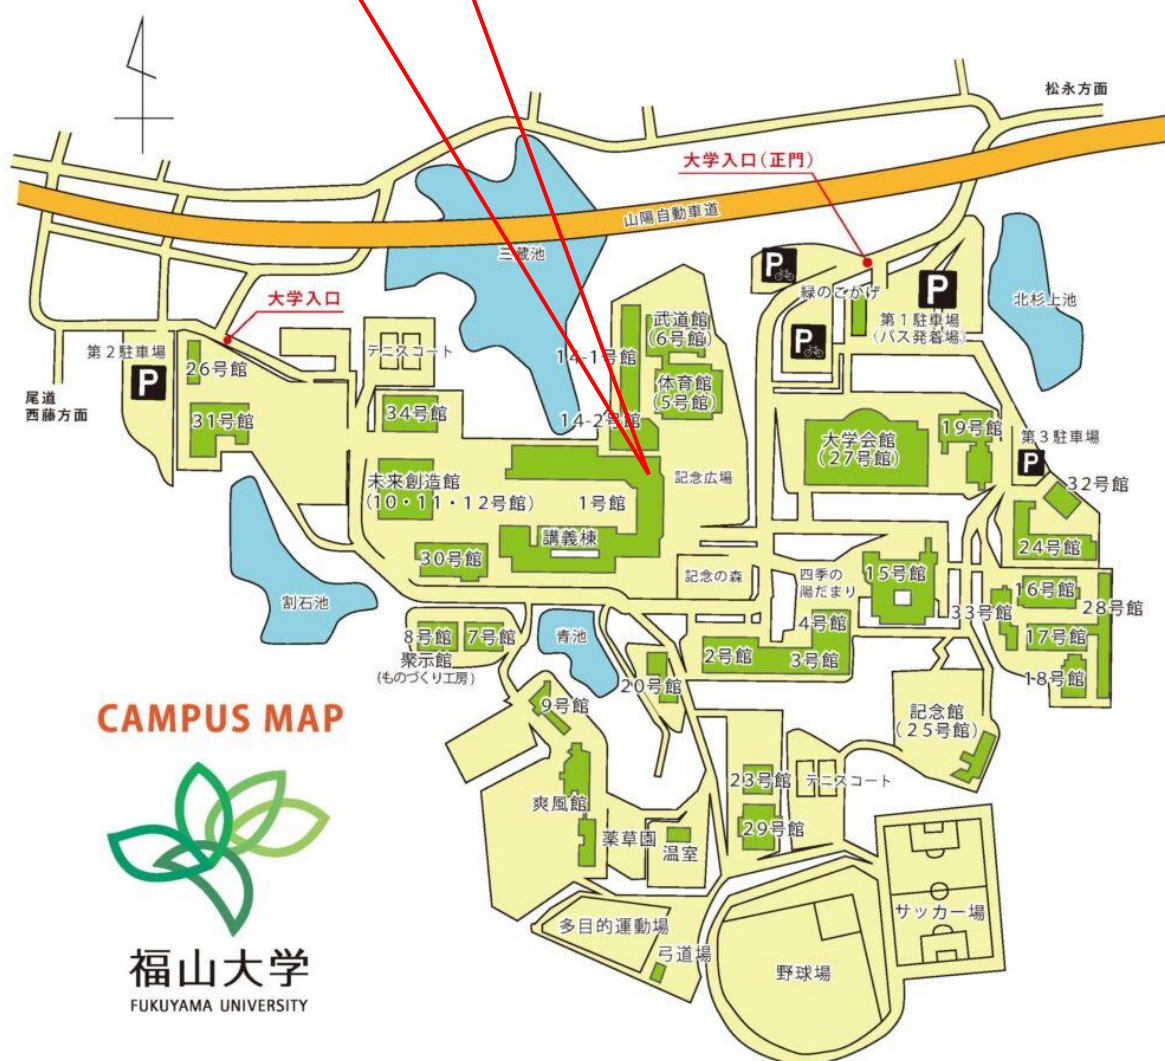 松永方面
大学入口(正門)
山陽自動車道
三蔵池
P
緑のこかげ
P
北杉上池
大学入口
第1駐車場
(バス発着場)
武道館
(6号館)
P
第2駐車場
テニスコート
14-1号館
26号館
P
体育館
(5号館)
尾道
西藤方面
31号館
34号館
14-2号館
大学会館
(27号館)
19号館
第3駐車場
P
32号館
未来創造館
(10・11・12号館)
1号館
記念広場
講義棟
24号館
30号館
記念の森
四季の
陽だまり
15号館
16号館
28号館
割石池
33号館
8号館
7号館
青池
4号館
17号館
聚示館
(ものづくり工房)
2号館
3号館
18号館
20号館
9号館
記念館
(25号館)
CAMPUS MAP
23号館
テニスコート
爽風館
29号館
薬草園
温室
サッカー場
多目的運動場
弓道場
野球場
福山大学
FUKUYAMA UNIVERSITY